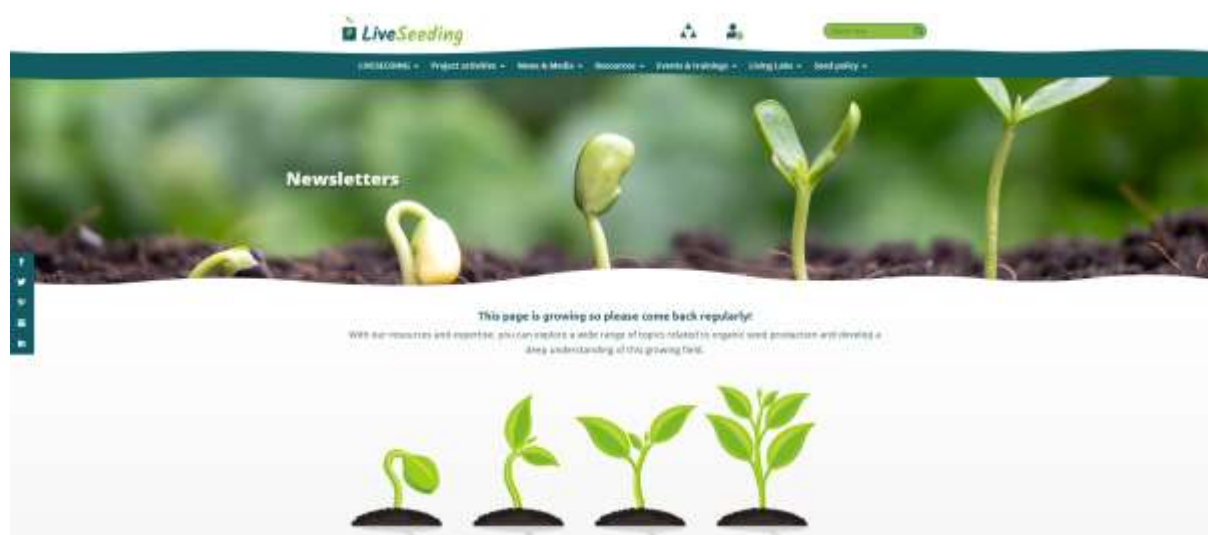 LiveSeeding
LIVESEEDING Project activities News & Media Resources Events & trainings Living Labs Seed policy
Newsletters
This page is growing so please come back regularly!
With our resources and expertise, you can explore a wide range of topics related to organic seed production and develop a
deep understanding of this growing field.